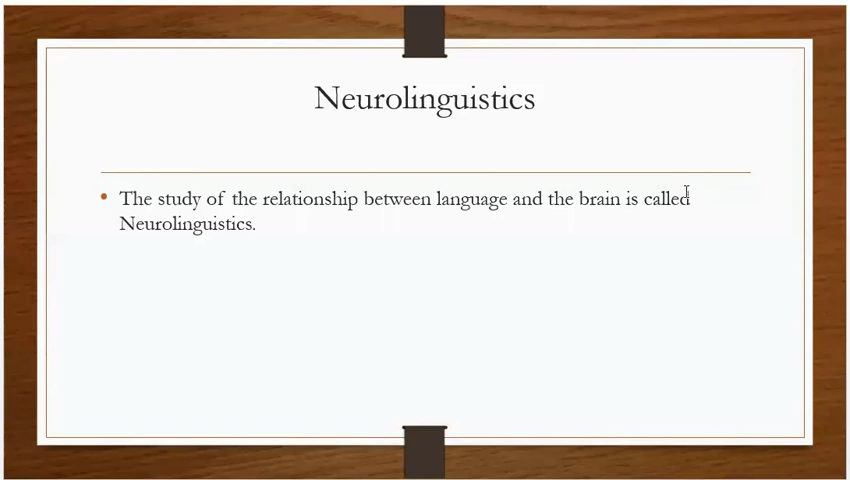 Neurolinguistics
• The study of the relationship between language and the brain is called
Neurolinguistics.